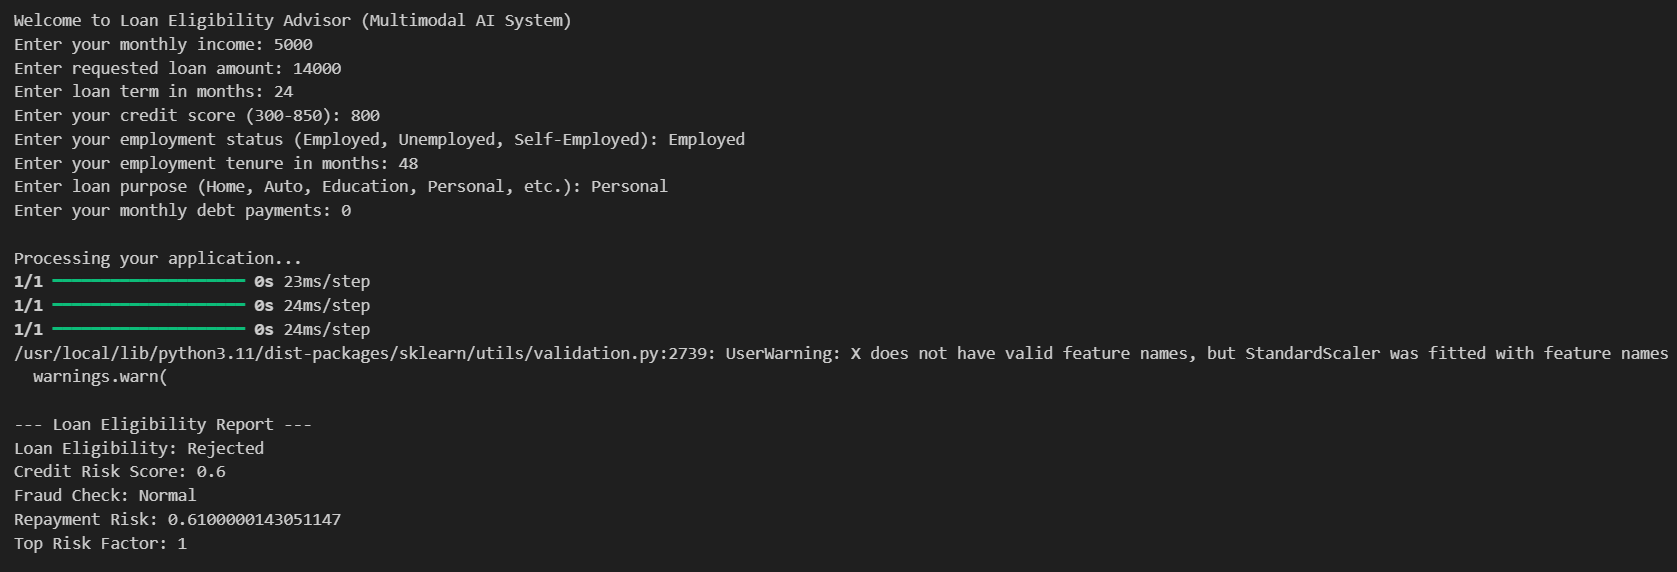 Welcome to Loan Eligibility Advisor (Multimodal AI System)
Enter your monthly income: 5000
Enter requested loan amount: 14000
Enter loan term in months: 24
Enter your credit score (300-850): 800
Enter your employment status (Employed, Unemployed, Self-Employed): Employed
Enter your employment tenure in months: 48
Enter loan purpose (Home, Auto, Education, Personal, etc.): Personal
Enter your monthly debt payments: 0
Processing your application...
1/1 ━━━━━━━━━━━━━━━━━━━━ 0s 23ms/step
1/1 ━━━━━━━━━━━━━━━━━━━━ 0s 24ms/step
1/1 ━━━━━━━━━━━━━━━━━━━━ 0s 24ms/step
/usr/local/lib/python3.11/dist-packages/sklearn/utils/validation.py:2739: UserWarning: X does not have valid feature names, but StandardScaler was fitted with feature names
  warnings.warn(
--- Loan Eligibility Report ---
Loan Eligibility: Rejected
Credit Risk Score: 0.6
Fraud Check: Normal
Repayment Risk: 0.6100000143051147
Top Risk Factor: 1